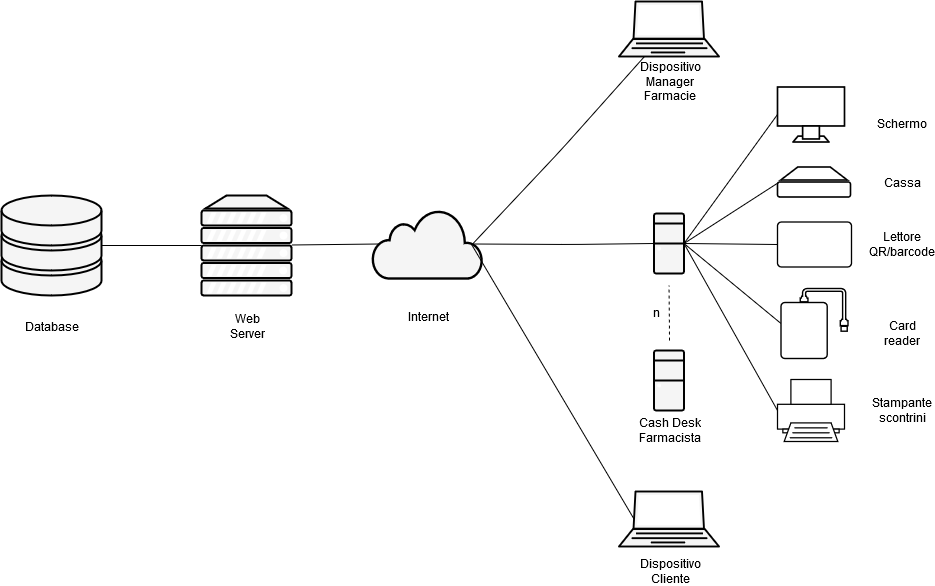 Dispositivo
Manager
Farmacie
Schermo
Cassa
Lettore
QR/barcode
Database
Web
Server
Internet
n
Card
reader
Cash Desk
Farmacista
Stampante
scontrini
Dispositivo
Cliente